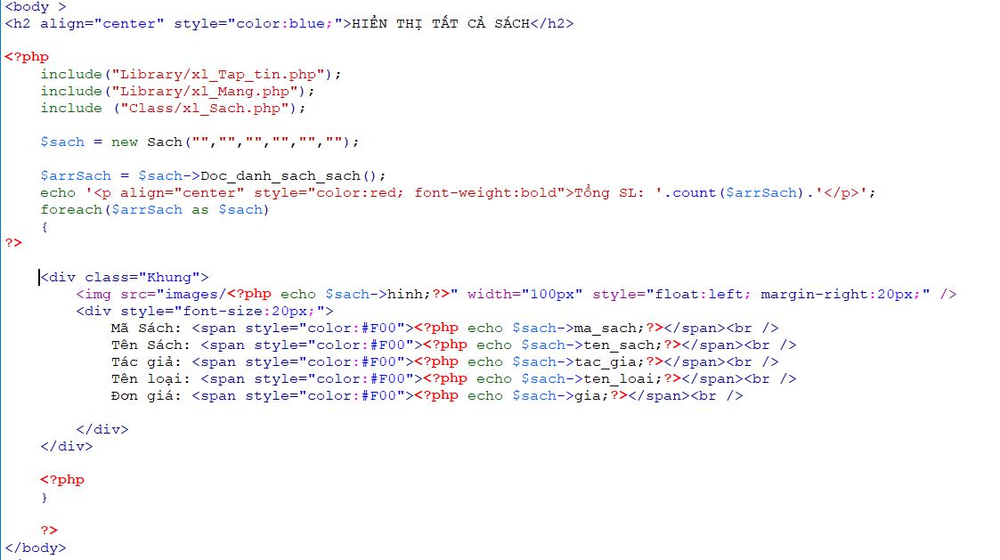 <body >
<h2 align="center" style="color:blue;">HIỂN THỊ TẤT CẢ SÁCH</h2>
<?php
include("Library/xl_Tap_tin.php");
include("Library/xl_Mang.php");
include ("Class/xl_Sach.php");
$sach = new Sach("","","","","","");
$arrSach = $sach->Doc_danh_sach_sach();
echo '<p align="center" style="color:red; font-weight:bold">Tổng SL: '.count($arrSach).'</p>';
foreach($arrSach as $sach)
{
?>
<div class="Khung">
<img src="images/<?php echo $sach->hinh;?>" width="100px" style="float:left; margin-right:20px;" />
<div style="font-size:20px;">
Mã Sách: <span style="color:#F00"><?php echo $sach->ma_sach;?></span><br />
Tên Sách: <span style="color:#F00"><?php echo $sach->ten_sach;?></span><br />
Tác giả: <span style="color:#F00"><?php echo $sach->tac_gia;?></span><br />
Tên loại: <span style="color:#F00"><?php echo $sach->ten_loai;?></span><br />
Đơn giá: <span style="color:#F00"><?php echo $sach->gia;?></span><br />
</div>
</div>
<?php
}
?>
</body>